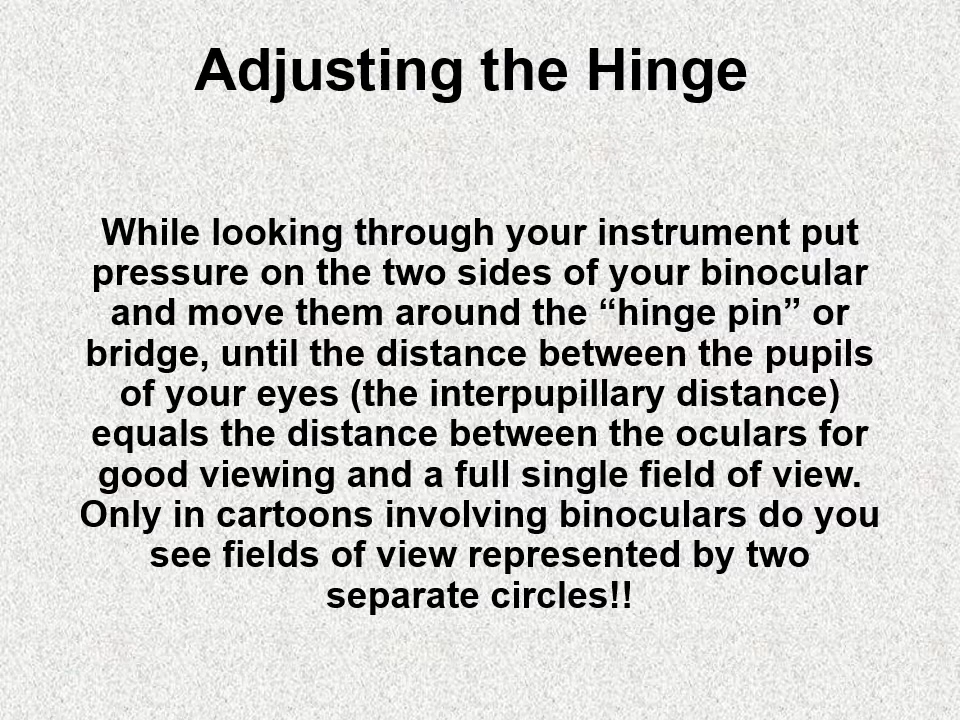 Adjusting the Hinge
While looking through your instrument put
pressure on the two sides of your binocular
and move them around the “hinge pin” or
bridge, until the distance between the pupils
of your eyes (the interpupillary distance)
equals the distance between the oculars for
good viewing and a full single field of view.
Only in cartoons involving binoculars do you
see fields of view represented by two
separate circles!!